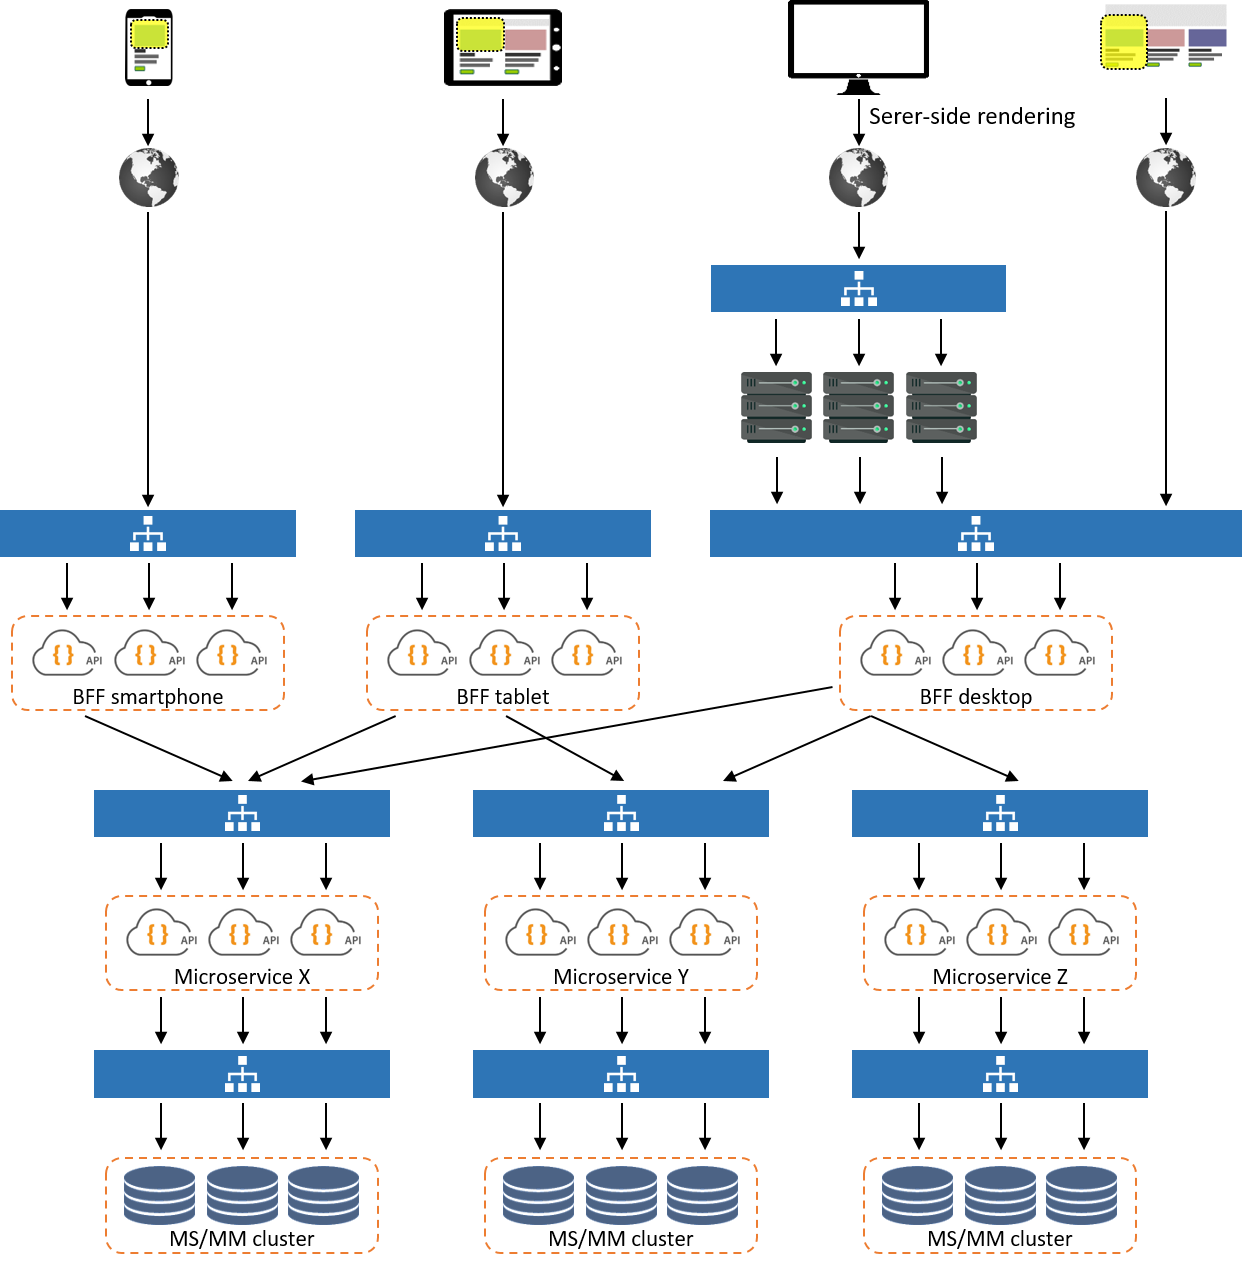 Serer-side rendering
API API API
BFF smartphone
API API API
BFF tablet
API API API
BFF desktop
API API API
Microservice X
API API API
Microservice Y
API API API
Microservice Z
MS/MM cluster
MS/MM cluster
MS/MM cluster